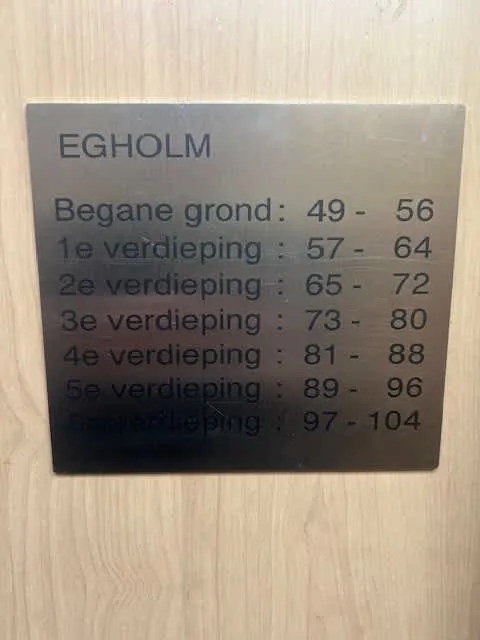 EGHOLM
Begane grond : 49 - 56
1e verdieping : 57 - 64
2e verdieping : 65 - 72
3e verdieping : 73 - 80
4e verdieping : 81 - 88
5e verdieping : 89 - 96
6e verdieping : 97 - 104